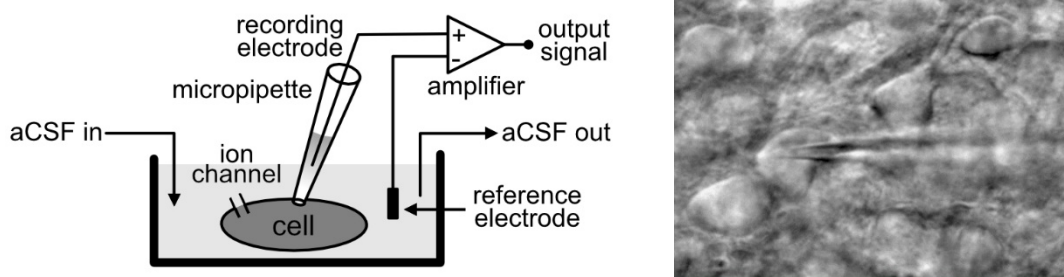 recording
electrode
micropipette
+
-
amplifier
output
signal
aCSF in
aCSF out
ion
channel
cell
reference
electrode